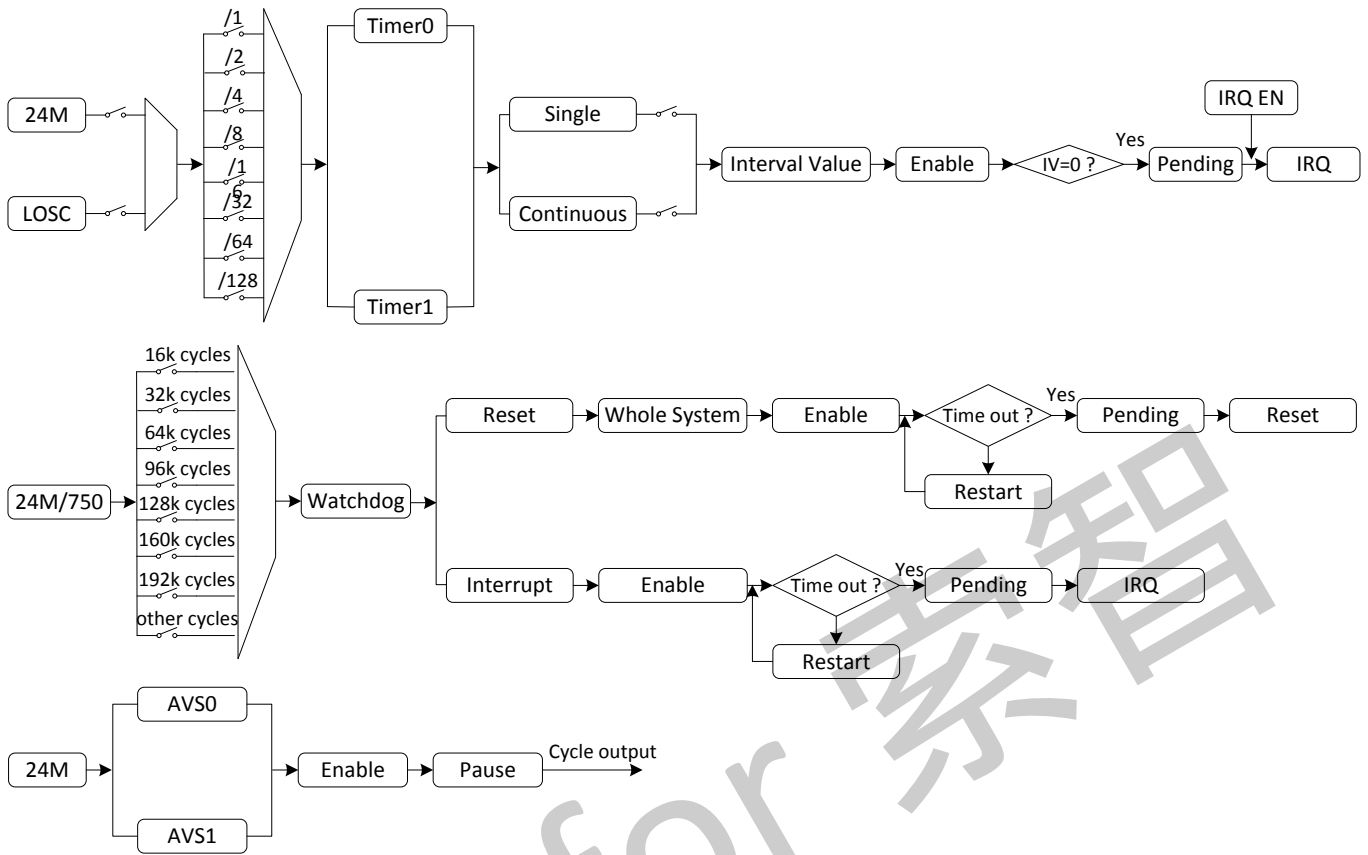 /1
/2
/4
/8
/16
/32
/64
/128
24M
LOSC
Timer0
Timer1
Single
Continuous
Interval Value
Enable
IV=0 ?
Yes
Pending
IRQ EN
IRQ
24M/750
16k cycles
32k cycles
64k cycles
96k cycles
128k cycles
160k cycles
192k cycles
other cycles
Watchdog
Reset
Whole System
Enable
Time out ?
Yes
Pending
Reset
Restart
Interrupt
Enable
Time out ?
Yes
Pending
IRQ
Restart
24M
AVS0
AVS1
Enable
Pause
Cycle output
for 索智